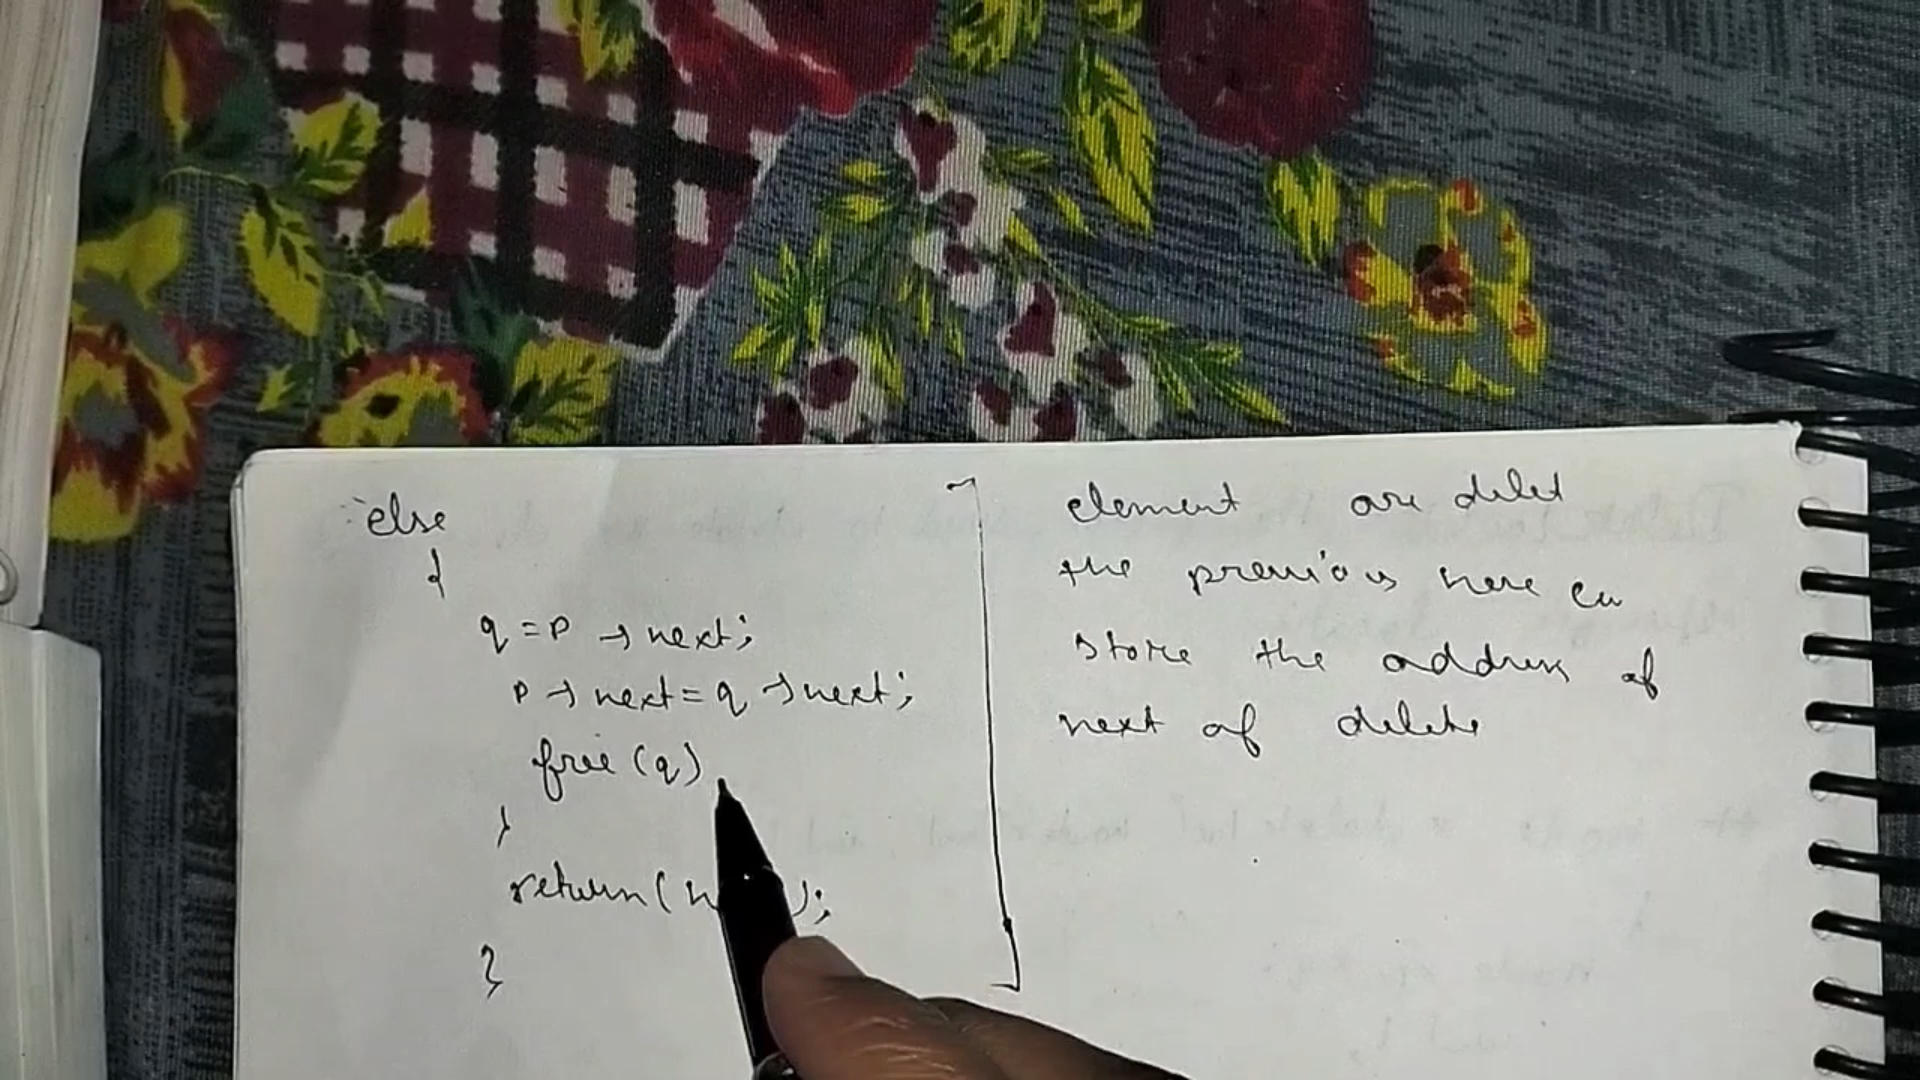 else
{
q = p → next;
p → next = q → next;
free (q)
}
return ( );
}
element are delet
the previous here
store the address of
next of delete